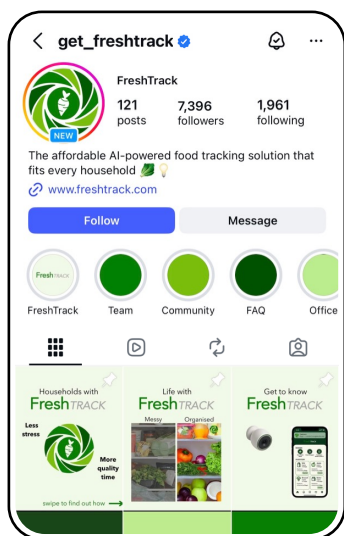 get_freshtrack
NEW
FreshTrack
121 7,396 1,961
posts followers following
The affordable AI-powered food tracking solution that
fits every household
www.freshtrack.com
Follow Message
FreshTRACK
FreshTrack Team Community FAQ Office
Households with
FreshTRACK
Less
stress
More
quality
time
swipe to find out how
Life with
FreshTRACK
Messy Organised
Get to know
FreshTRACK